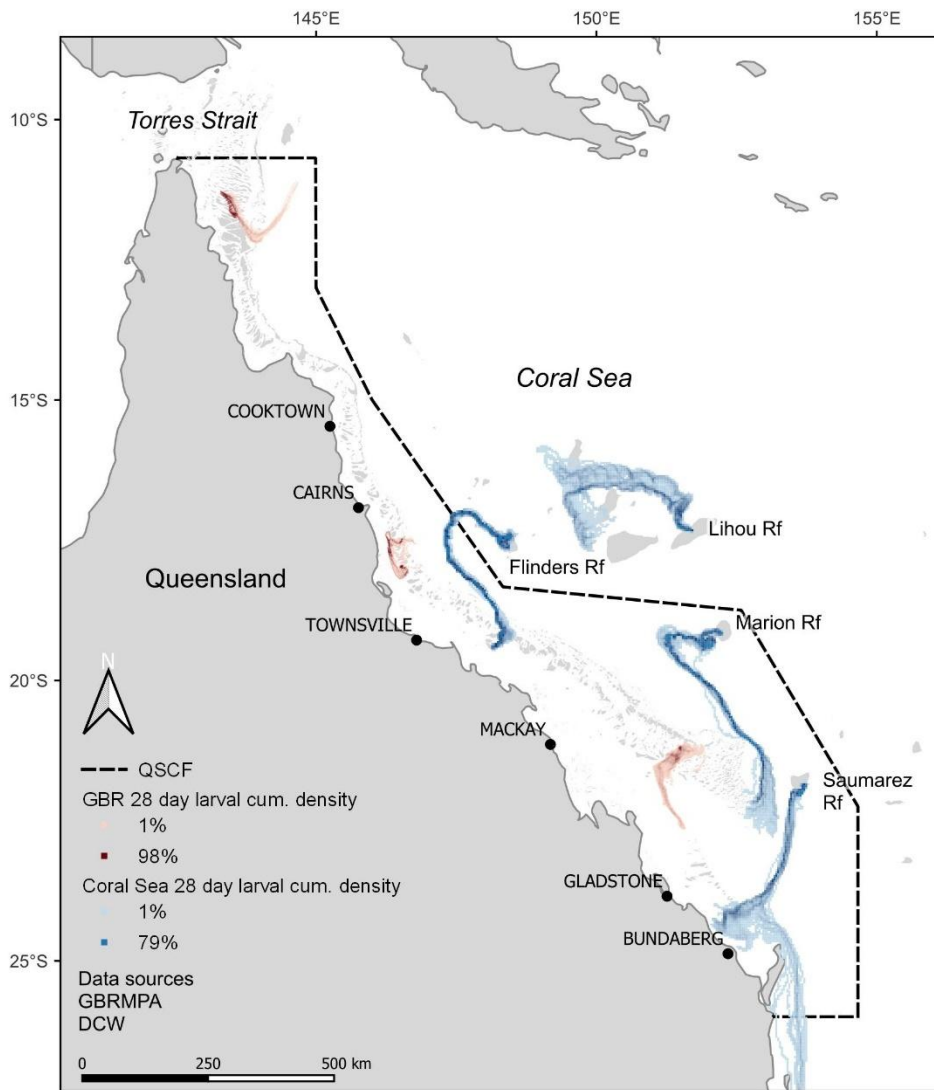 145°E
150°E
155°E
10°S
15°S
20°S
25°S
Torres Strait
Coral Sea
COOKTOWN
CAIRNS
Lihou Rf
Flinders Rf
Queensland
TOWNSVILLE
Marion Rf
N
MACKAY
Saumarez
Rf
GLADSTONE
BUNDABERG
QSCF
GBR 28 day larval cum. density
1%
98%
Coral Sea 28 day larval cum. density
1%
79%
Data sources
GBRMPA
DCW
0 250 500 km